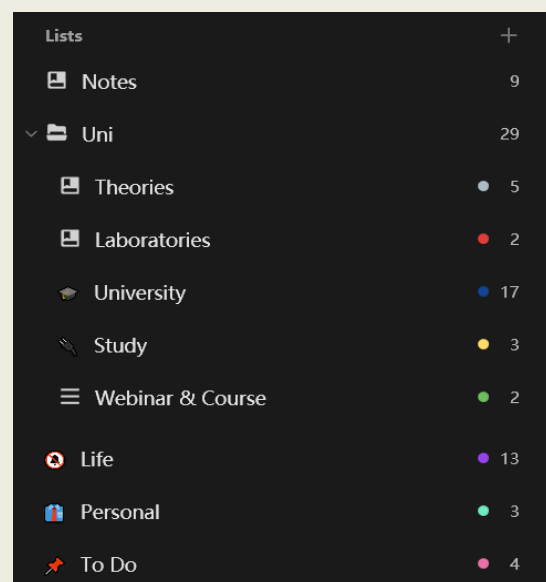 Lists
Notes 9
Uni 29
Theories 5
Laboratories 2
University 17
Study 3
Webinar & Course 2
Life 13
Personal 3
To Do 4